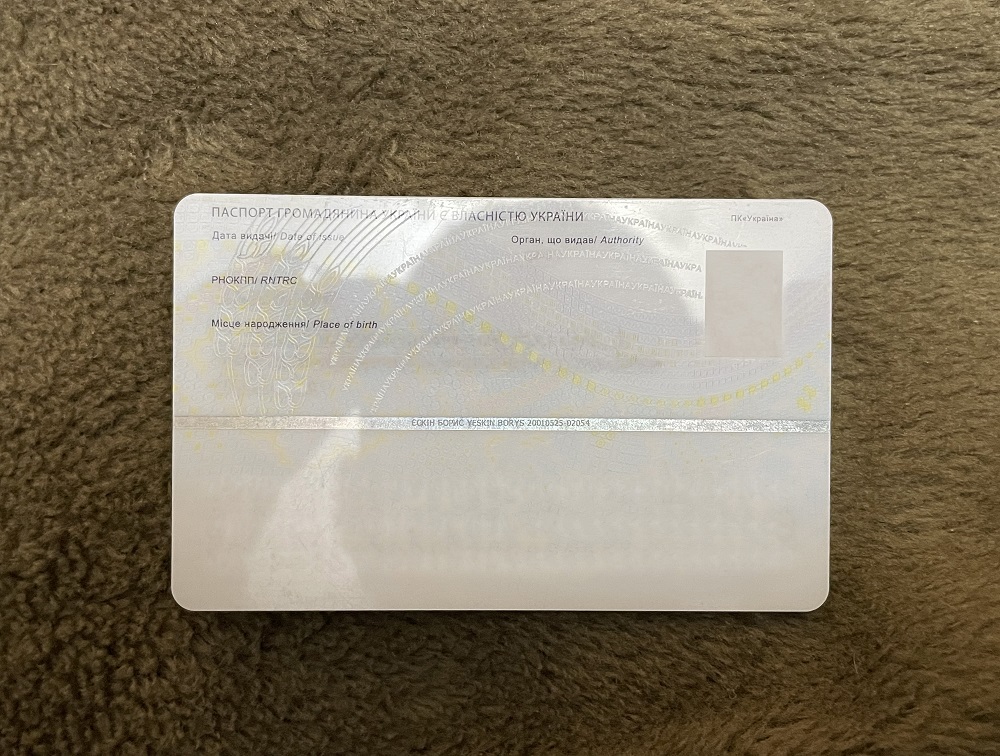 ПАСПОРТ ГРОМАДЯНИНА УКРАЇНИ Є ВЛАСНІСТЮ УКРАЇНИ
ПК«Україна»
Дата видачі/ Date of issue
Орган, що видав/ Authority
РНОКПП/ RNTRC
Місце народження/ Place of birth
УКРАЇНАУКРАЇНАУКРАЇНАУКРАЇНА
ЄСКІН БОРИС YESKIN BORYS 20010525-02054